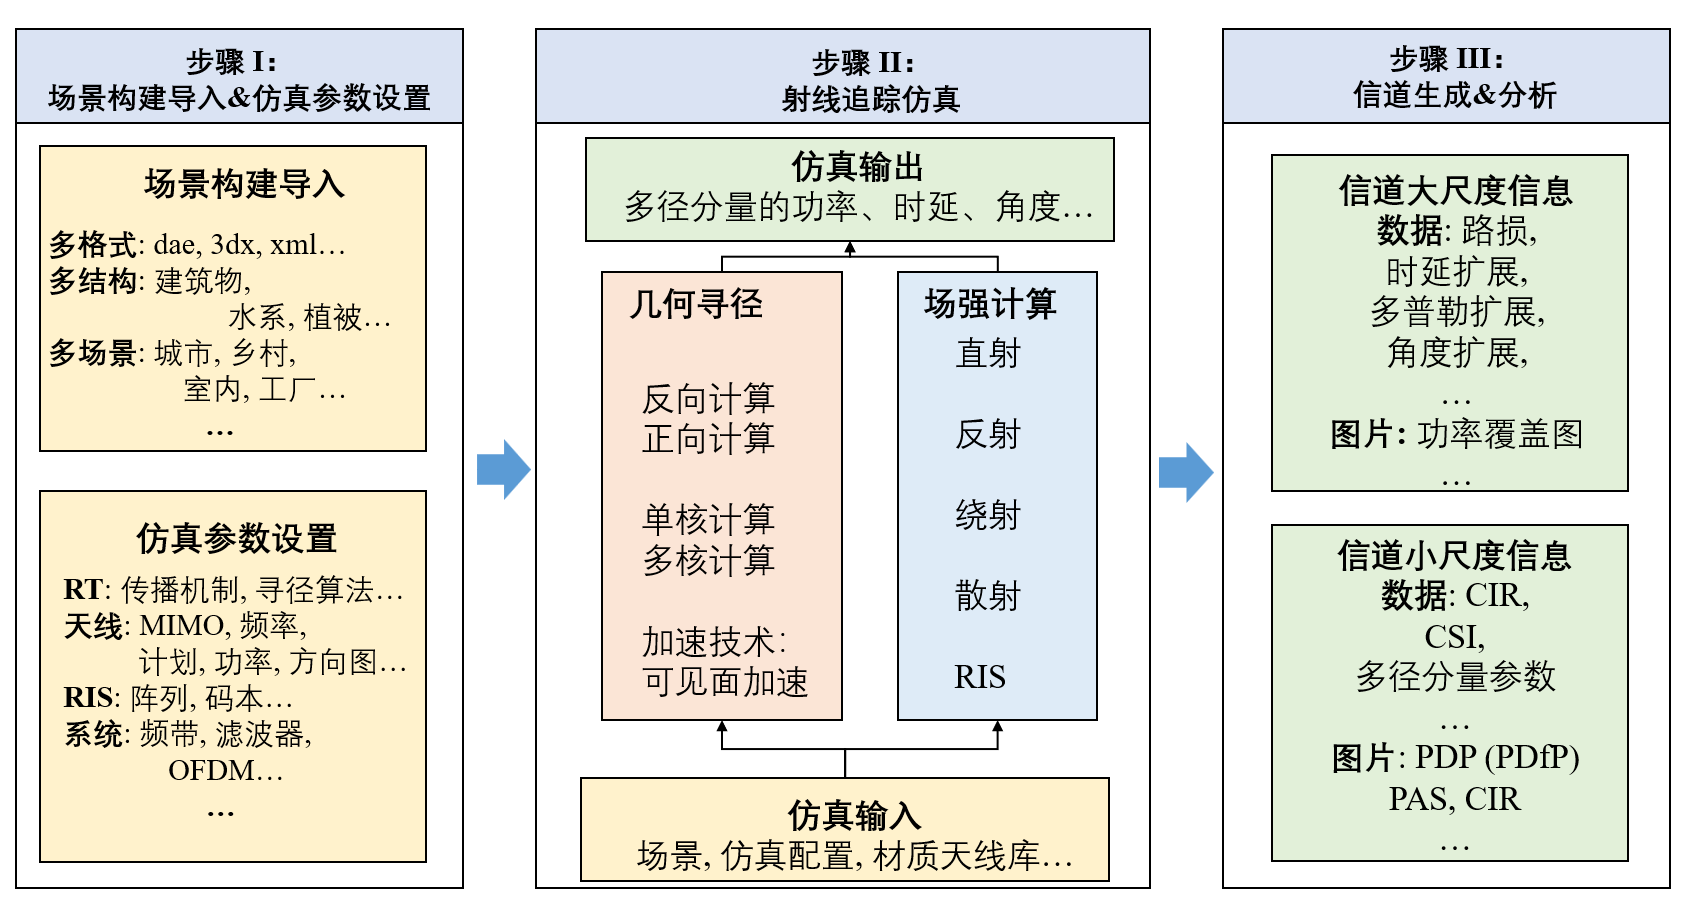 步骤 I：
场景构建导入&仿真参数设置
场景构建导入
多格式: dae, 3dx, xml…
多结构: 建筑物,
水系, 植被…
多场景: 城市, 乡村,
室内, 工厂…
…
仿真参数设置
RT: 传播机制, 寻径算法…
天线: MIMO, 频率,
计划, 功率, 方向图…
RIS: 阵列, 码本…
系统: 频带, 滤波器,
OFDM…
…
步骤 II：
射线追踪仿真
仿真输出
多径分量的功率、时延、角度…
几何寻径
反向计算
正向计算
单核计算
多核计算
加速技术:
可见面加速
场强计算
直射
反射
绕射
散射
RIS
仿真输入
场景, 仿真配置, 材质天线库…
步骤 III：
信道生成&分析
信道大尺度信息
数据: 路损,
时延扩展,
多普勒扩展,
角度扩展,
…
图片: 功率覆盖图
…
信道小尺度信息
数据: CIR,
CSI,
多径分量参数
…
图片: PDP (PDfP)
PAS, CIR
…